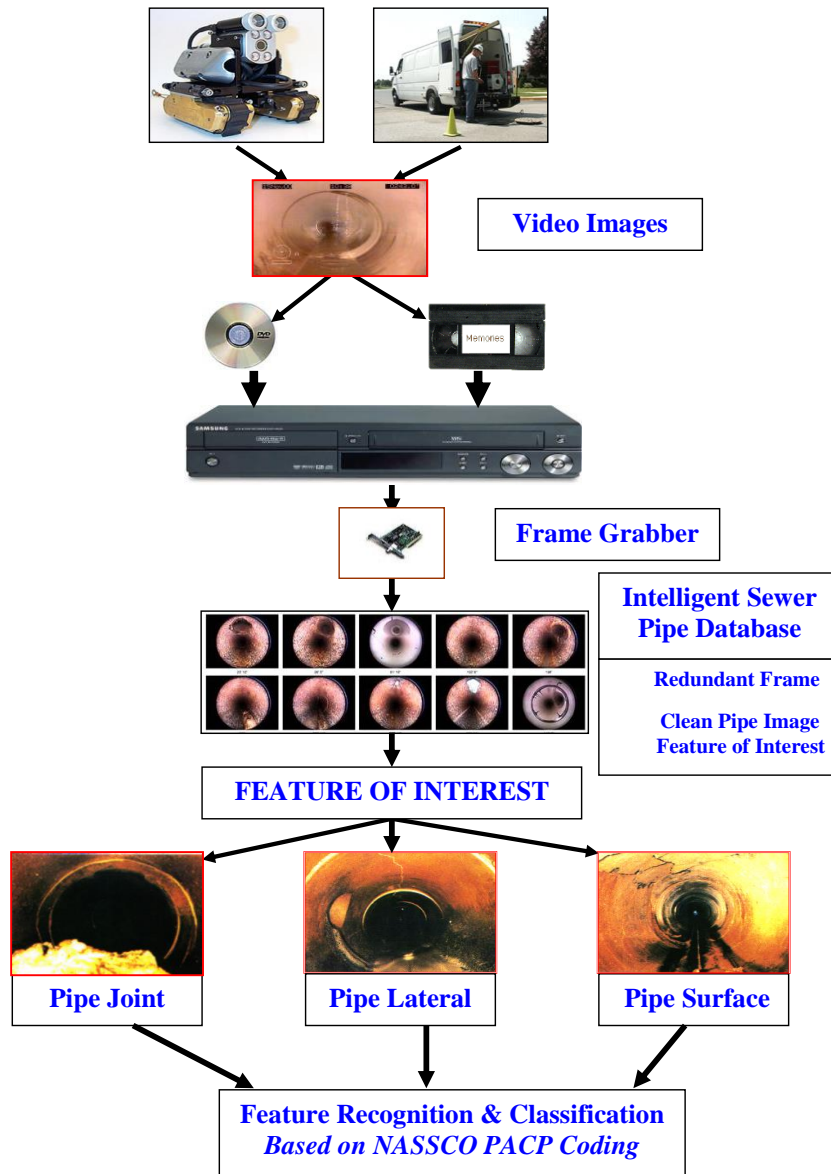 Video Images
DVD
Memories
SAMSUNG
Frame Grabber
Intelligent Sewer
Pipe Database
Redundant Frame
Clean Pipe Image
Feature of Interest
FEATURE OF INTEREST
Pipe Joint
Pipe Lateral
Pipe Surface
Feature Recognition & Classification
Based on NASSCO PACP Coding